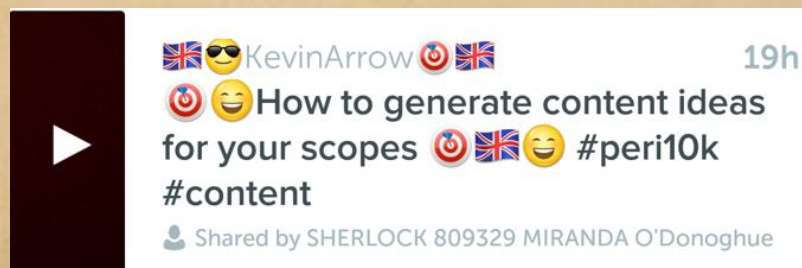 🇬🇧😎KevinArrow🎯🇬🇧 19h
🎯😄How to generate content ideas
for your scopes 🎯🇬🇧😄 #peri10k
#content
Shared by SHERLOCK 809329 MIRANDA O'Donoghue